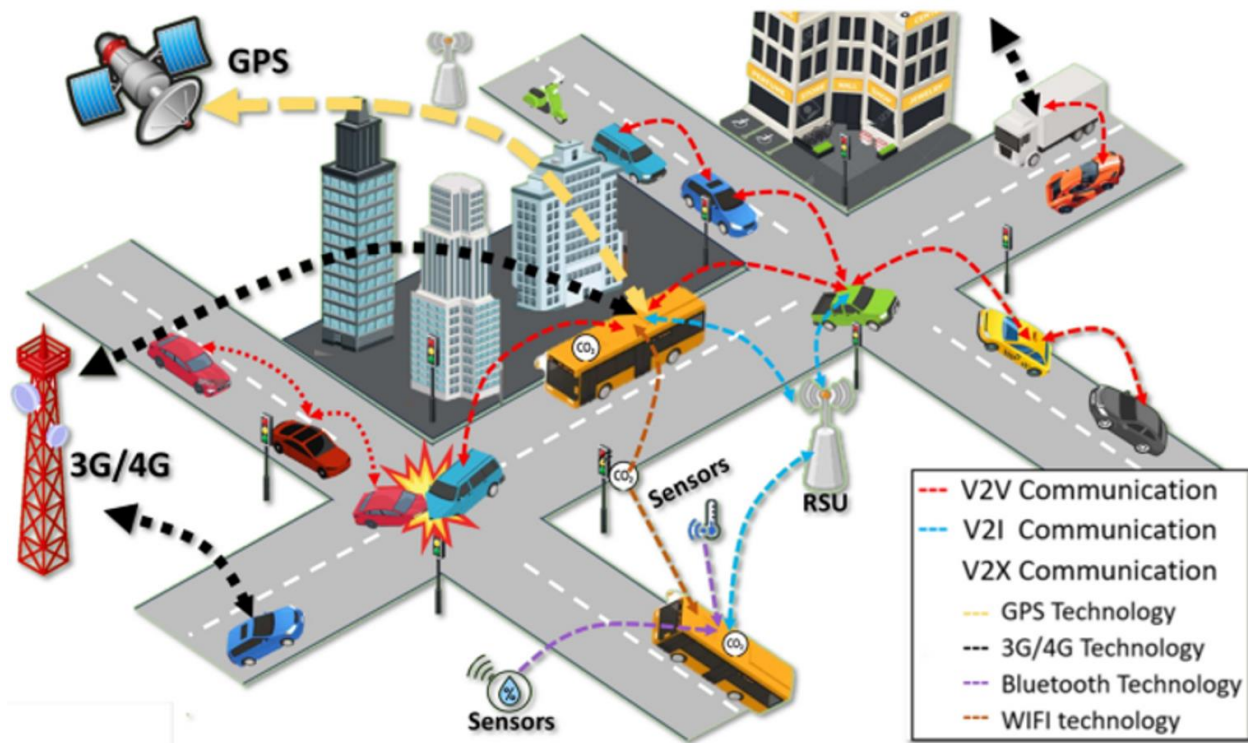 GPS
3G/4G
CO₂
CO₂
Sensors
RSU
CO₂
%
Sensors
V2V Communication
V2I Communication
V2X Communication
GPS Technology
3G/4G Technology
Bluetooth Technology
WIFI technology